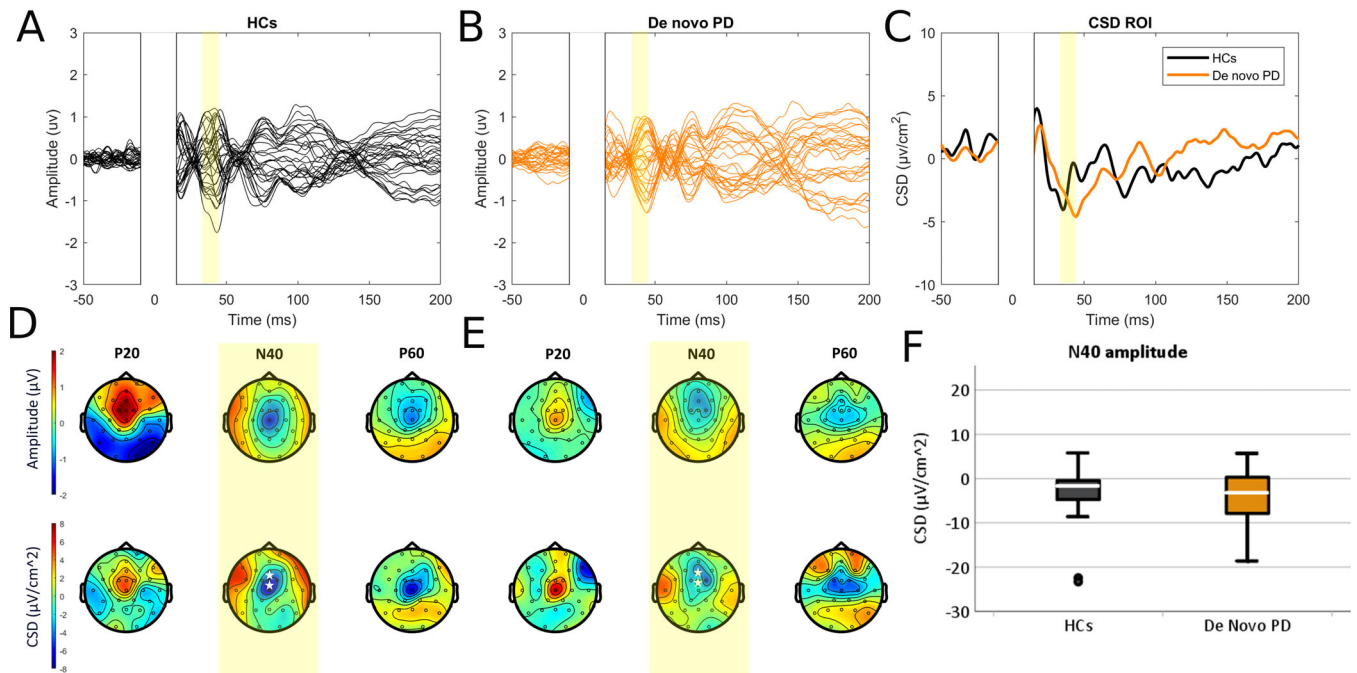 A
HCs
Amplitude (uv)
3
2
1
0
-1
-2
-3
-50 0 50 100 150 200
Time (ms)
B
De novo PD
Amplitude (uv)
3
2
1
0
-1
-2
-3
-50 0 50 100 150 200
Time (ms)
C
CSD ROI
HCs
De novo PD
CSD (μv/cm²)
10
5
0
-5
-10
-50 0 50 100 150 200
Time (ms)
D
P20 N40 P60
Amplitude (μV)
2
1
0
-1
-2
CSD (μV/cm^2)
8
6
4
2
0
-2
-4
-6
-8
E
P20 N40 P60
F
N40 amplitude
CSD (μV/cm^2)
20
10
0
-10
-20
-30
HCs De Novo PD